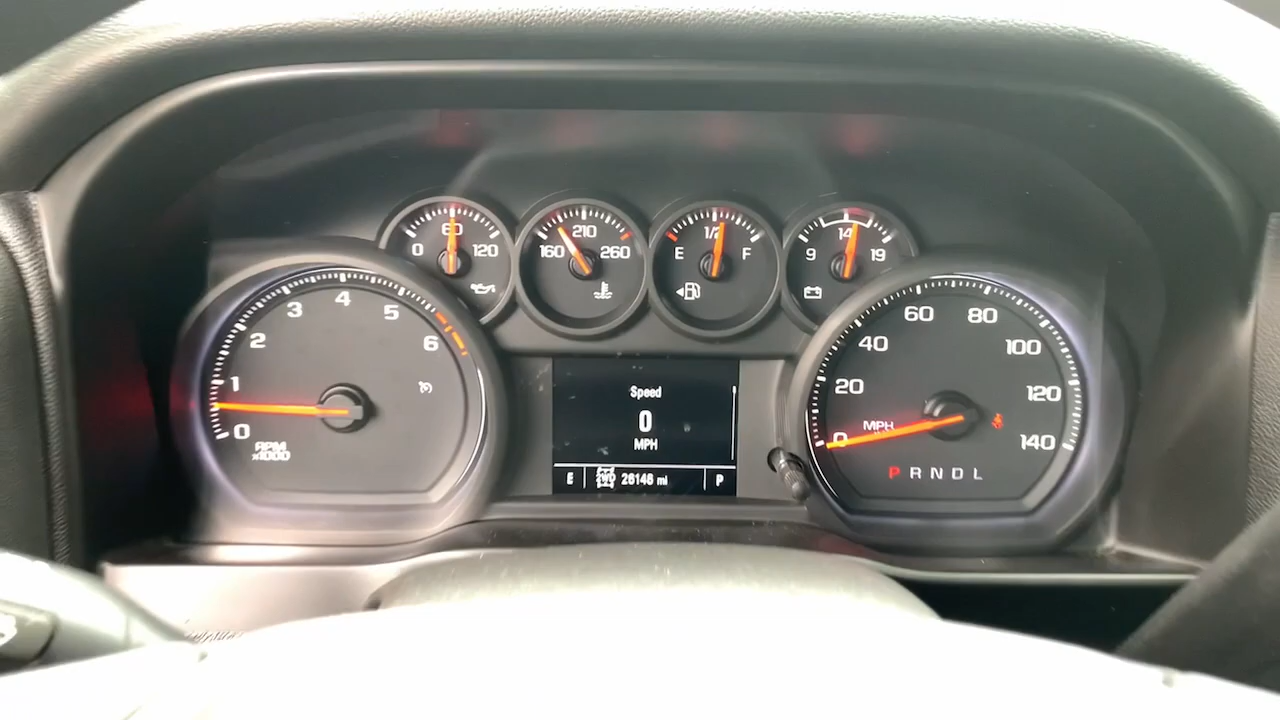 0 60 120
160 210 260
E 1/2 F
9 14 19
0 1 2 3 4 5 6
RPM
x1000
Speed
0
MPH
E 2WD 26148 mi P
0 20 40 60 80 100 120 140
MPH
P R N D L